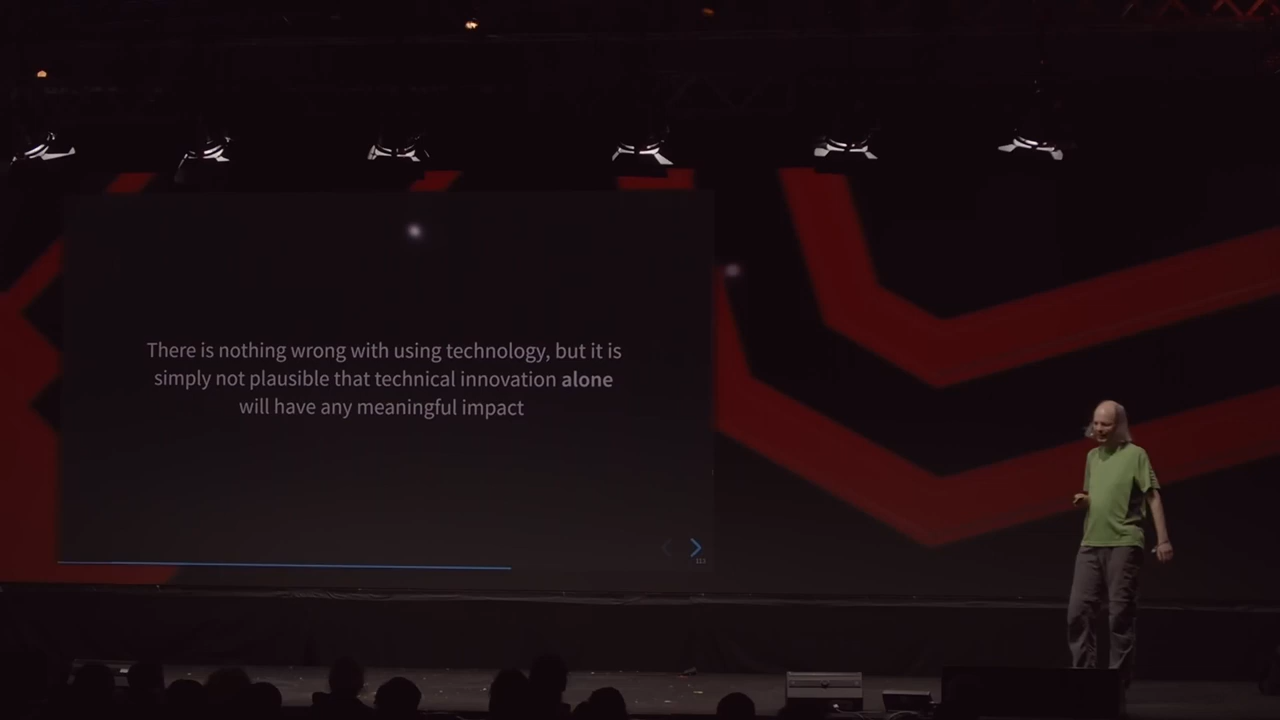 There is nothing wrong with using technology, but it is
simply not plausible that technical innovation alone
will have any meaningful impact